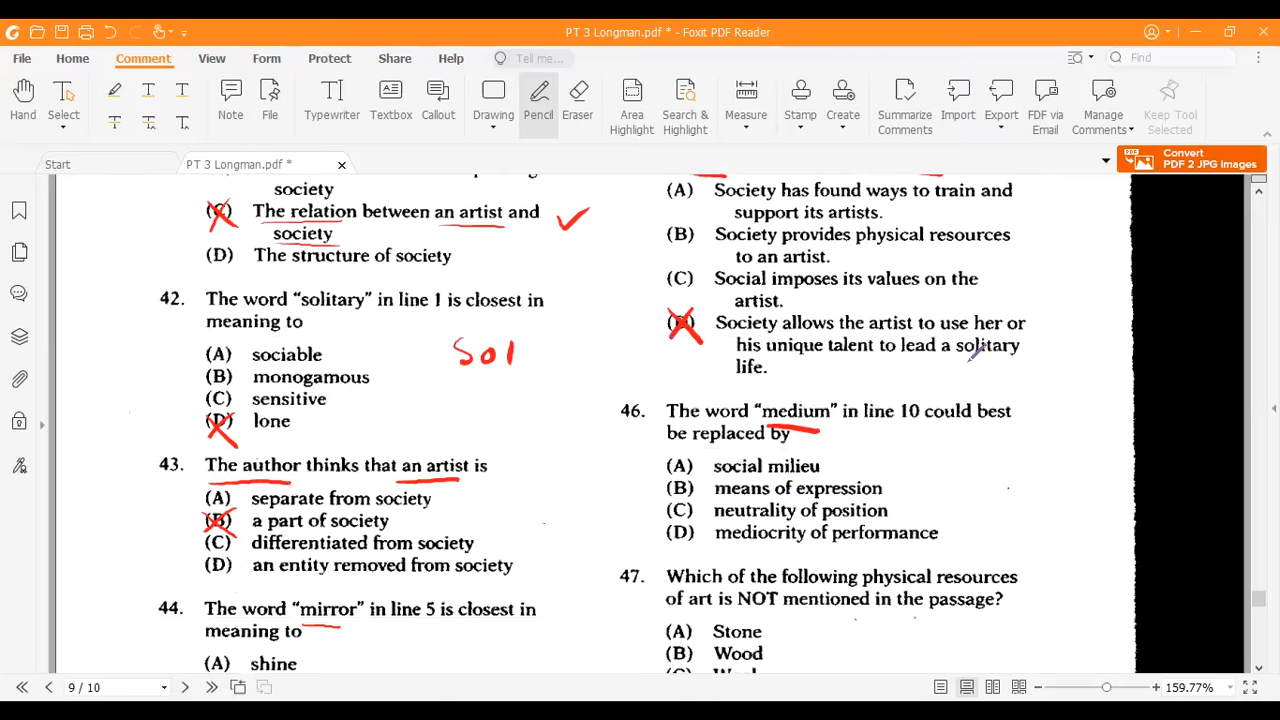 PT 3 Longman.pdf * - Foxit PDF Reader
File Home Comment View Form Protect Share Help Tell me... Find
Hand Select Note File Typewriter Textbox Callout Drawing Pencil Eraser Area Highlight Search & Highlight Measure Stamp Create Summarize Comments Import Export FDF via Email Manage Comments Keep Tool Selected
Start PT 3 Longman.pdf * Convert PDF 2 JPG Images
society
(C) The relation between an artist and
society
(D) The structure of society
42. The word “solitary” in line 1 is closest in
meaning to
(A) sociable
(B) monogamous
(C) sensitive
(D) lone
Sol
43. The author thinks that an artist is
(A) separate from society
(B) a part of society
(C) differentiated from society
(D) an entity removed from society
44. The word “mirror” in line 5 is closest in
meaning to
(A) shine
(A) Society has found ways to train and
support its artists.
(B) Society provides physical resources
to an artist.
(C) Social imposes its values on the
artist.
(D) Society allows the artist to use her or
his unique talent to lead a solitary
life.
46. The word “medium” in line 10 could best
be replaced by
(A) social milieu
(B) means of expression
(C) neutrality of position
(D) mediocrity of performance
47. Which of the following physical resources
of art is NOT mentioned in the passage?
(A) Stone
(B) Wood
9 / 10 159.77%